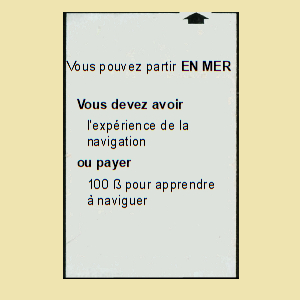 Vous pouvez partir EN MER
Vous devez avoir
l'expérience de la
navigation
ou payer
100 ß pour apprendre
à naviguer